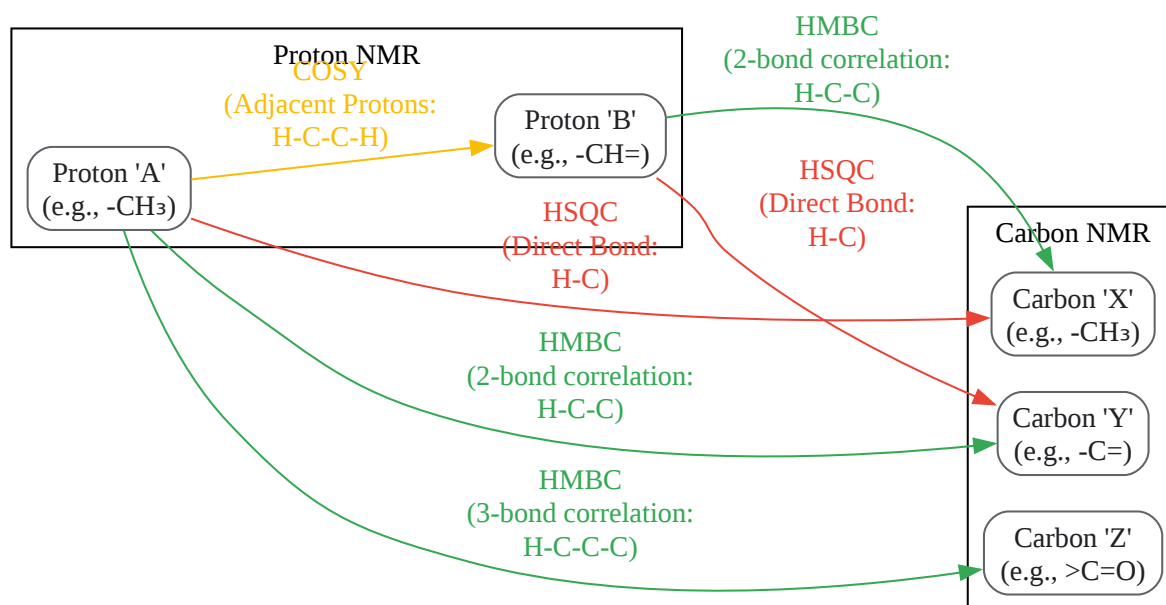 Proton NMR
COSY
(Adjacent Protons:
H-C-C-H)
Proton 'A'
(e.g., -CH₃)
Proton 'B'
(e.g., -CH=)
HMBC
(2-bond correlation:
H-C-C)
HSQC
(Direct Bond:
H-C)
HSQC
(Direct Bond:
H-C)
Carbon NMR
Carbon 'X'
(e.g., -CH₃)
HMBC
(2-bond correlation:
H-C-C)
Carbon 'Y'
(e.g., -C=)
HMBC
(3-bond correlation:
H-C-C-C)
Carbon 'Z'
(e.g., >C=O)